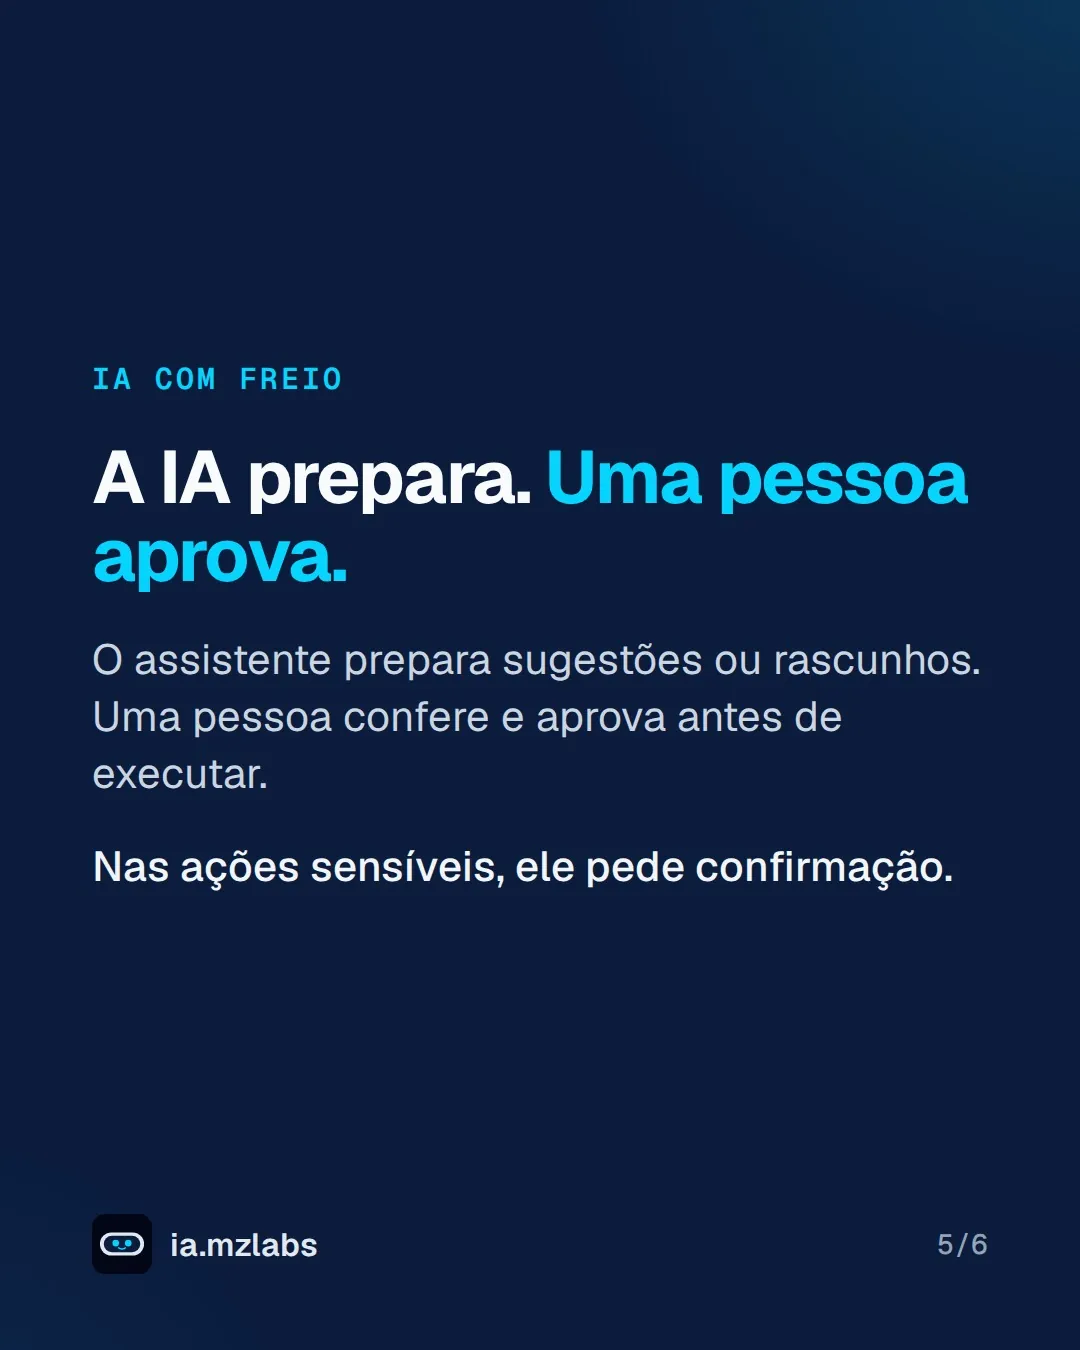 IA COM FREIO
A IA prepara. Uma pessoa
aprova.
O assistente prepara sugestões ou rascunhos.
Uma pessoa confere e aprova antes de
executar.
Nas ações sensíveis, ele pede confirmação.
ia.mzlabs
5/6